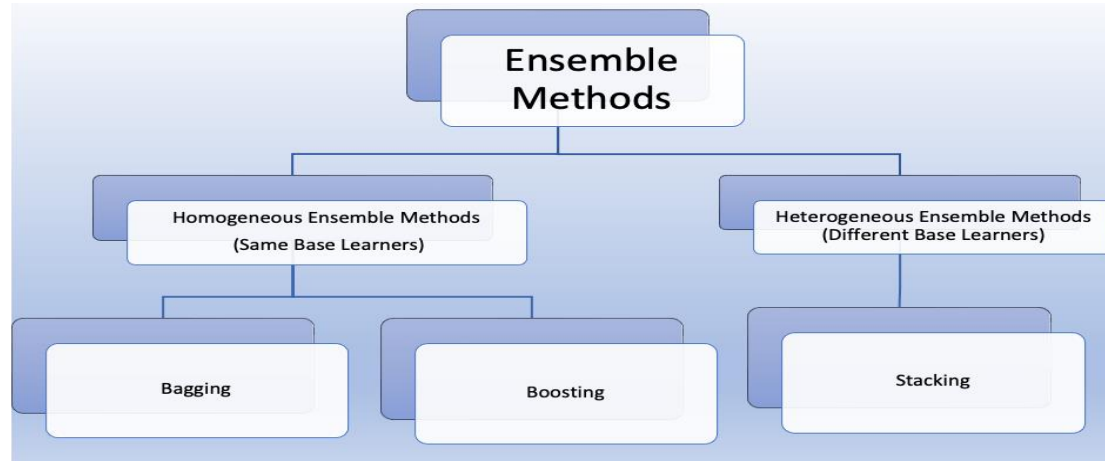 Ensemble
Methods
Homogeneous Ensemble Methods
(Same Base Learners)
Heterogeneous Ensemble Methods
(Different Base Learners)
Bagging
Boosting
Stacking